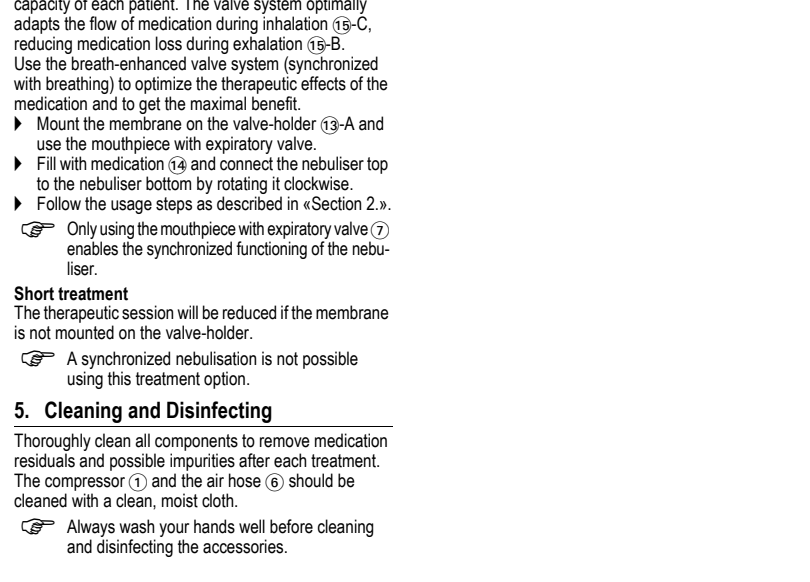 capacity of each patient. The valve system optimally
adapts the flow of medication during inhalation ⑮-C,
reducing medication loss during exhalation ⑮-B.
Use the breath-enhanced valve system (synchronized
with breathing) to optimize the therapeutic effects of the
medication and to get the maximal benefit.
Mount the membrane on the valve-holder ⑬-A and
use the mouthpiece with expiratory valve.
Fill with medication ⑭ and connect the nebuliser top
to the nebuliser bottom by rotating it clockwise.
Follow the usage steps as described in «Section 2.».
Only using the mouthpiece with expiratory valve ⑦
enables the synchronized functioning of the nebu-
liser.
Short treatment
The therapeutic session will be reduced if the membrane
is not mounted on the valve-holder.
A synchronized nebulisation is not possible
using this treatment option.
5. Cleaning and Disinfecting
Thoroughly clean all components to remove medication
residuals and possible impurities after each treatment.
The compressor ① and the air hose ⑥ should be
cleaned with a clean, moist cloth.
Always wash your hands well before cleaning
and disinfecting the accessories.